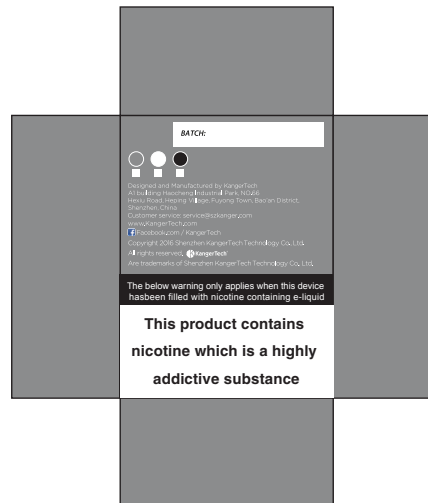 BATCH:
Designed and Manufactured by KangerTech
A1 building Haocheng Industrial Park, NO.66
Hexiu Road, Heping Village, Fuyong Town, Bao'an District,
Shenzhen, China
Customer service: service@szkanger.com
www.KangerTech.com
Facebook.com / KangerTech
Copyright 2016 Shenzhen KangerTech Technology Co., Ltd.
All rights reserved. KangerTech
Are trademarks of Shenzhen KangerTech Technology Co., Ltd.
The below warning only applies when this device
hasbeen filled with nicotine containing e-liquid
This product contains
nicotine which is a highly
addictive substance